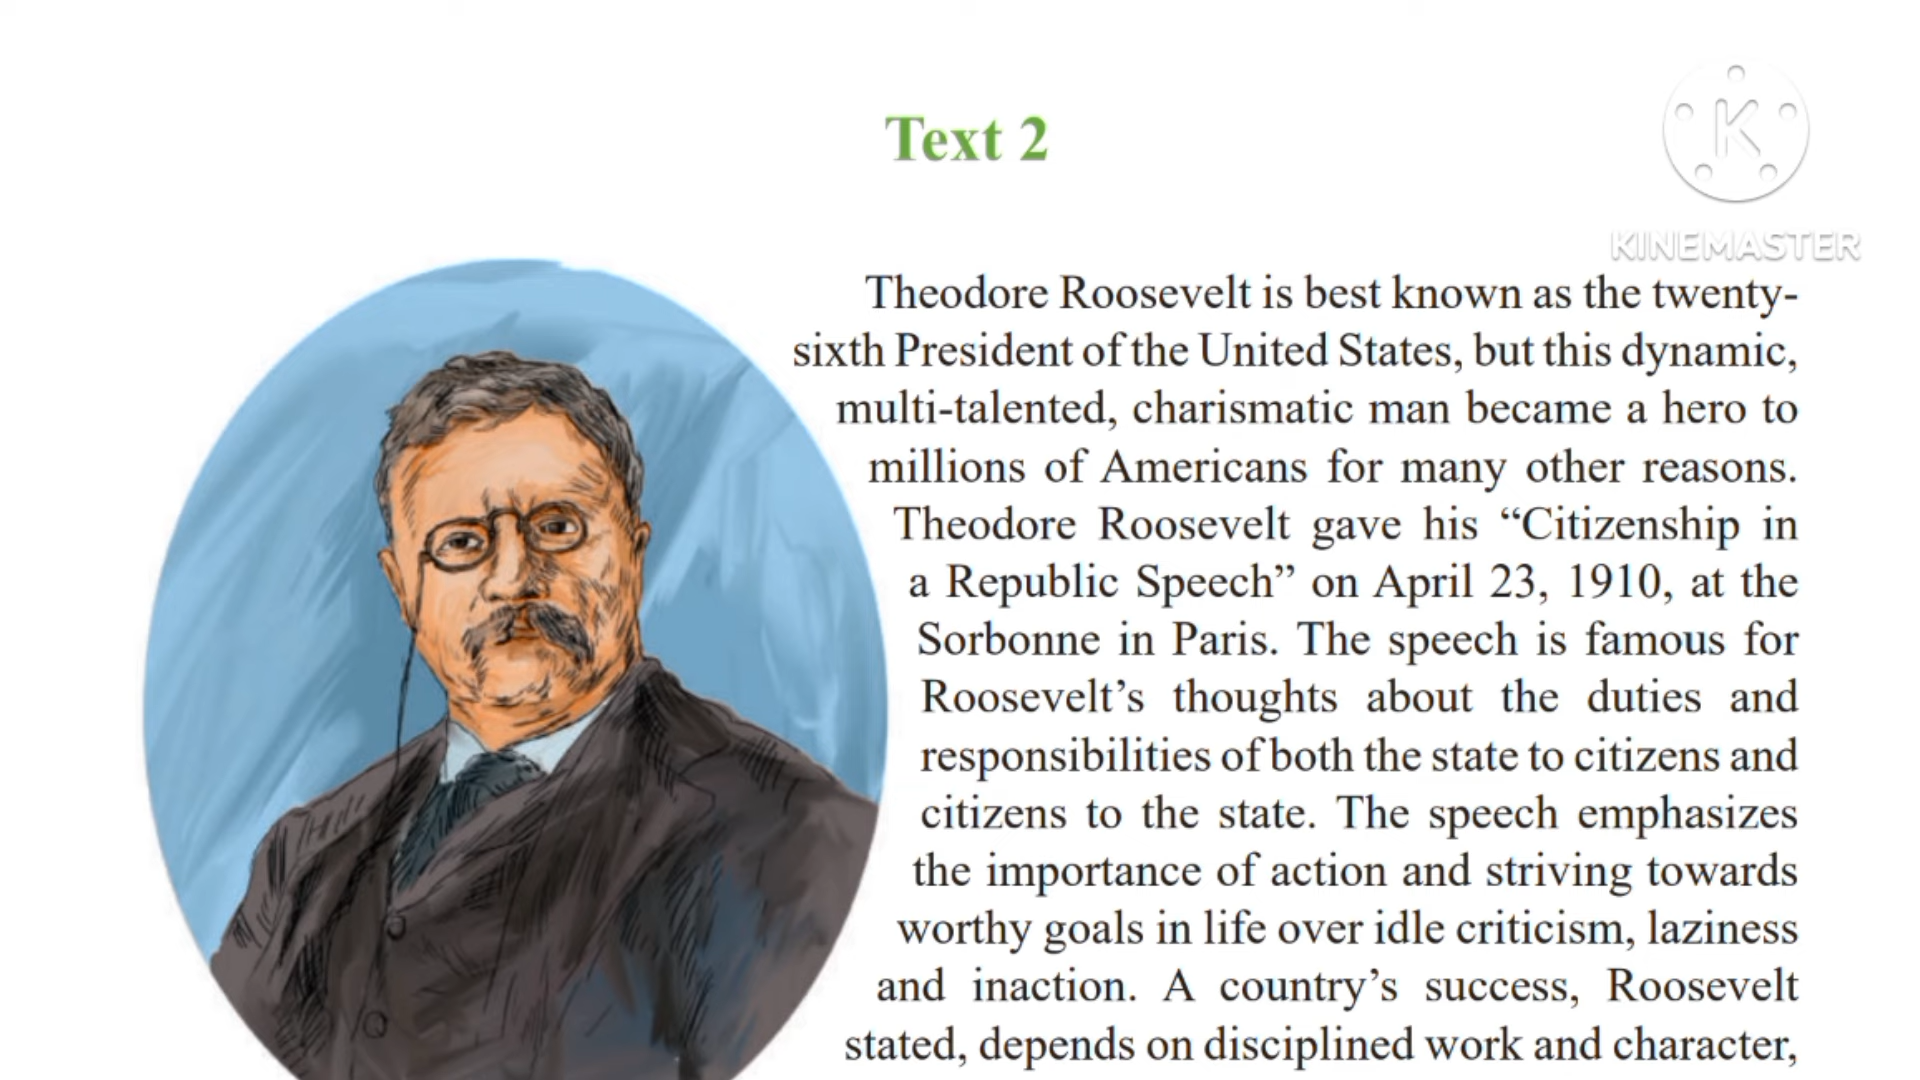 Text 2
K
KINEMASTER
Theodore Roosevelt is best known as the twenty-
sixth President of the United States, but this dynamic,
multi-talented, charismatic man became a hero to
millions of Americans for many other reasons.
Theodore Roosevelt gave his “Citizenship in
a Republic Speech” on April 23, 1910, at the
Sorbonne in Paris. The speech is famous for
Roosevelt’s thoughts about the duties and
responsibilities of both the state to citizens and
citizens to the state. The speech emphasizes
the importance of action and striving towards
worthy goals in life over idle criticism, laziness
and inaction. A country’s success, Roosevelt
stated, depends on disciplined work and character,